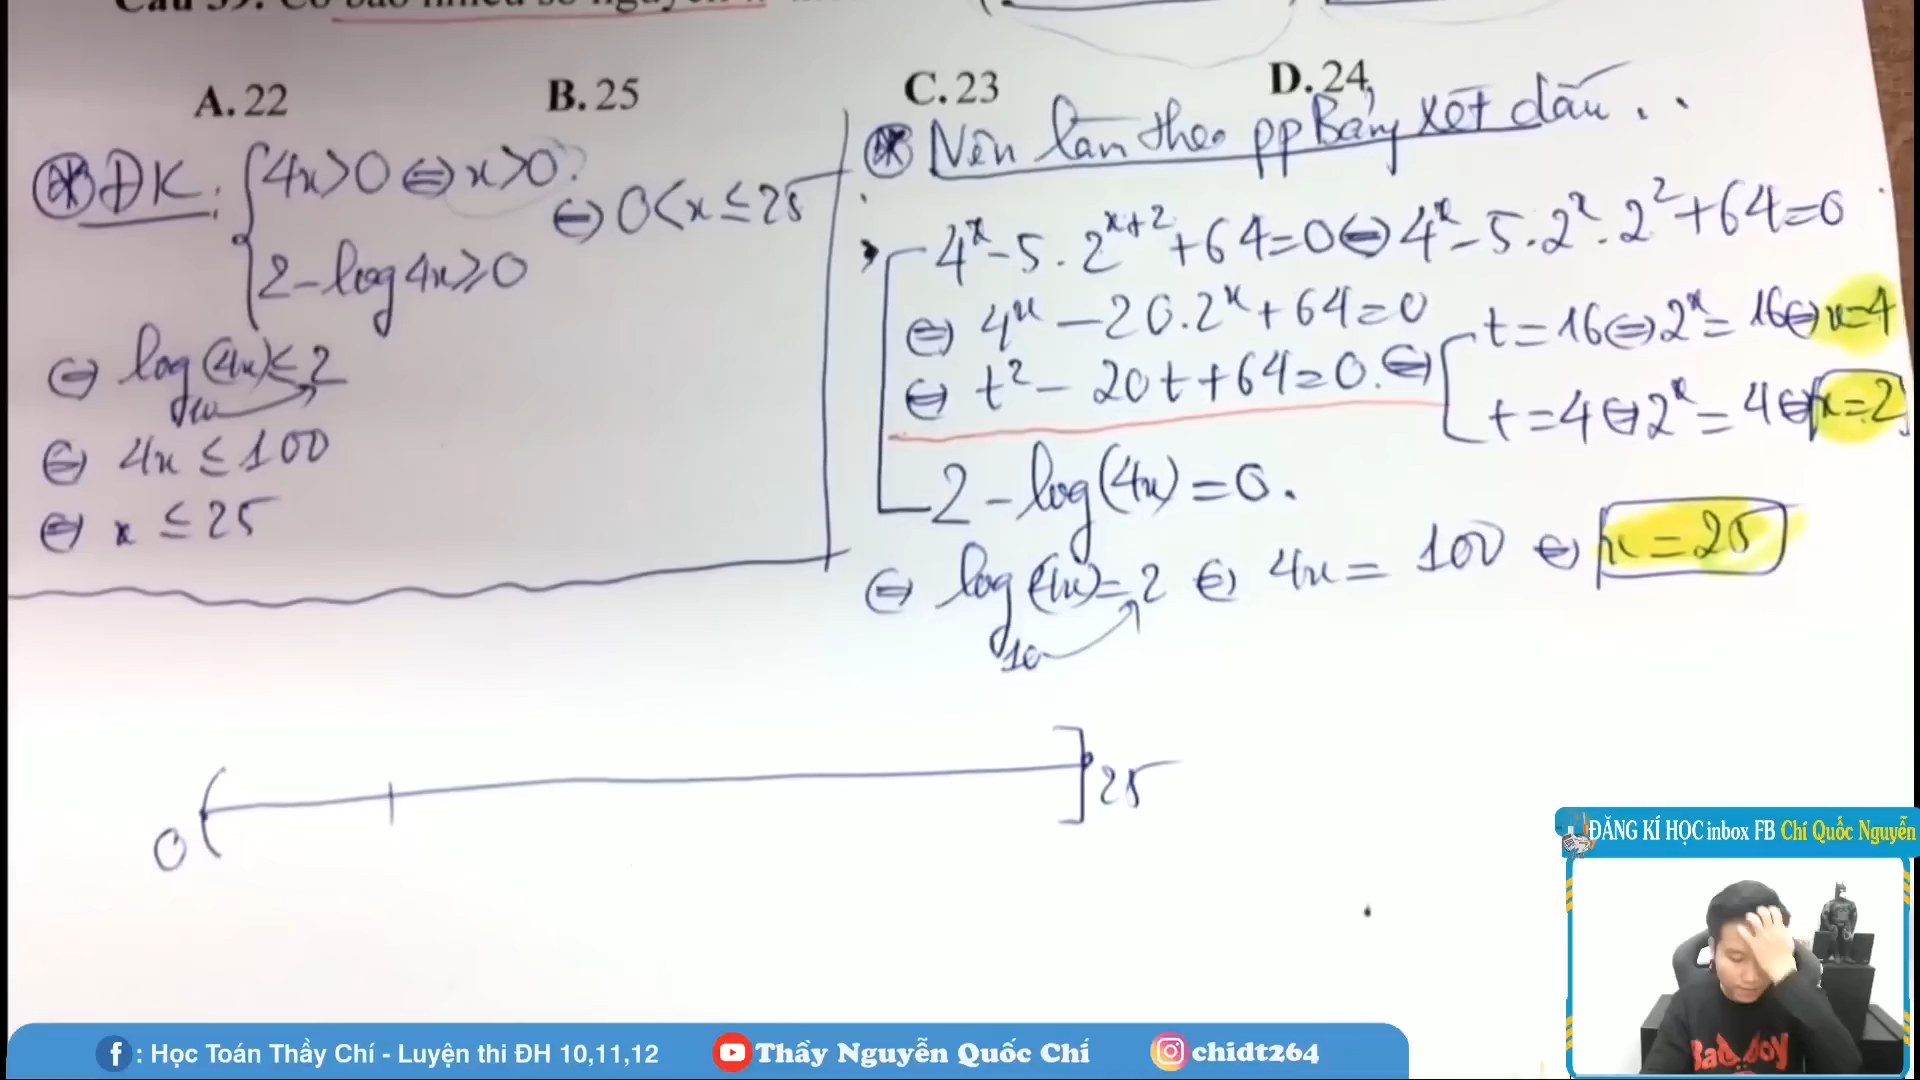 A. 22 B. 25 C. 23 D. 24
ĐK: 4x>0 ⇔ x>0
2-log4x≥0
⇔ 0<x≤25
⇔ log(4x)≤2
10
⇔ 4x ≤ 100
⇔ x ≤ 25
Nên làm theo pp Bảng xét dấu . .
4^x - 5.2^{x+2} + 64=0 ⇔ 4^x - 5.2^x.2^2 + 64=0
⇔ 4^x - 20.2^x + 64=0
⇔ t^2 - 20t + 64=0. ⇔
t=16 ⇔ 2^x = 16 ⇔ x=4
t=4 ⇔ 2^x = 4 ⇔ x=2
2 - log(4x) = 0.
⇔ log(4x)=2 ⇔ 4x = 100 ⇔ x = 25
10
0 25
ĐĂNG KÍ HỌC inbox FB Chí Quốc Nguyễn
Bad boy
f : Học Toán Thầy Chí - Luyện thi ĐH 10,11,12 Thầy Nguyễn Quốc Chí chidt264